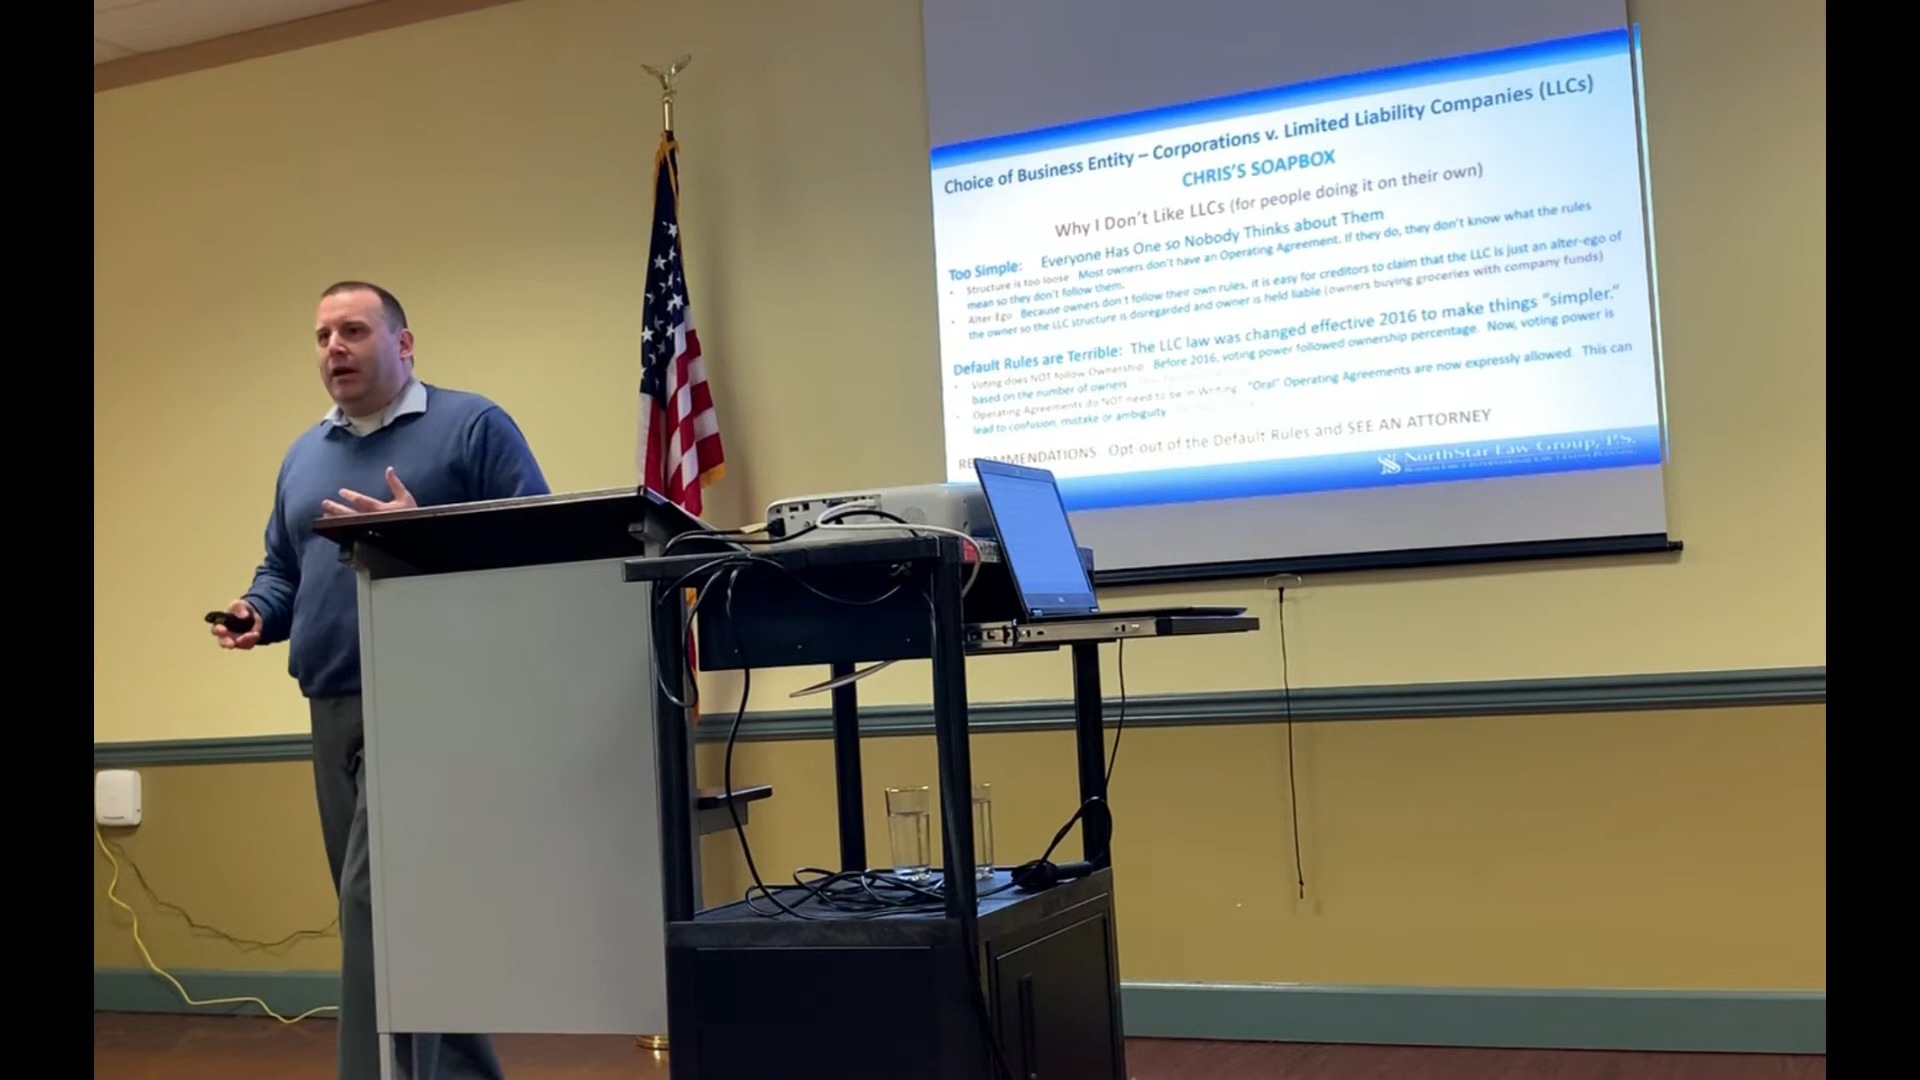 Choice of Business Entity – Corporations v. Limited Liability Companies (LLCs)
CHRIS'S SOAPBOX
Why I Don't Like LLCs (for people doing it on their own)
Too Simple: Everyone Has One so Nobody Thinks about Them
• Structure is too loose Most owners don't have an Operating Agreement. If they do, they don't know what the rules
mean so they don't follow them.
• Alter-Ego Because owners don't follow their own rules, it is easy for creditors to claim that the LLC is just an alter-ego of
the owner so the LLC structure is disregarded and owner is held liable (owners buying groceries with company funds)
Default Rules are Terrible: The LLC law was changed effective 2016 to make things "simpler."
• Voting does NOT follow Ownership Before 2016, voting power followed ownership percentage. Now, voting power is
based on the number of owners
• Operating Agreements do NOT need to be in Writing "Oral" Operating Agreements are now expressly allowed. This can
lead to confusion, mistake or ambiguity
RECOMMENDATIONS Opt-out of the Default Rules and SEE AN ATTORNEY
NorthStar Law Group, P.S.